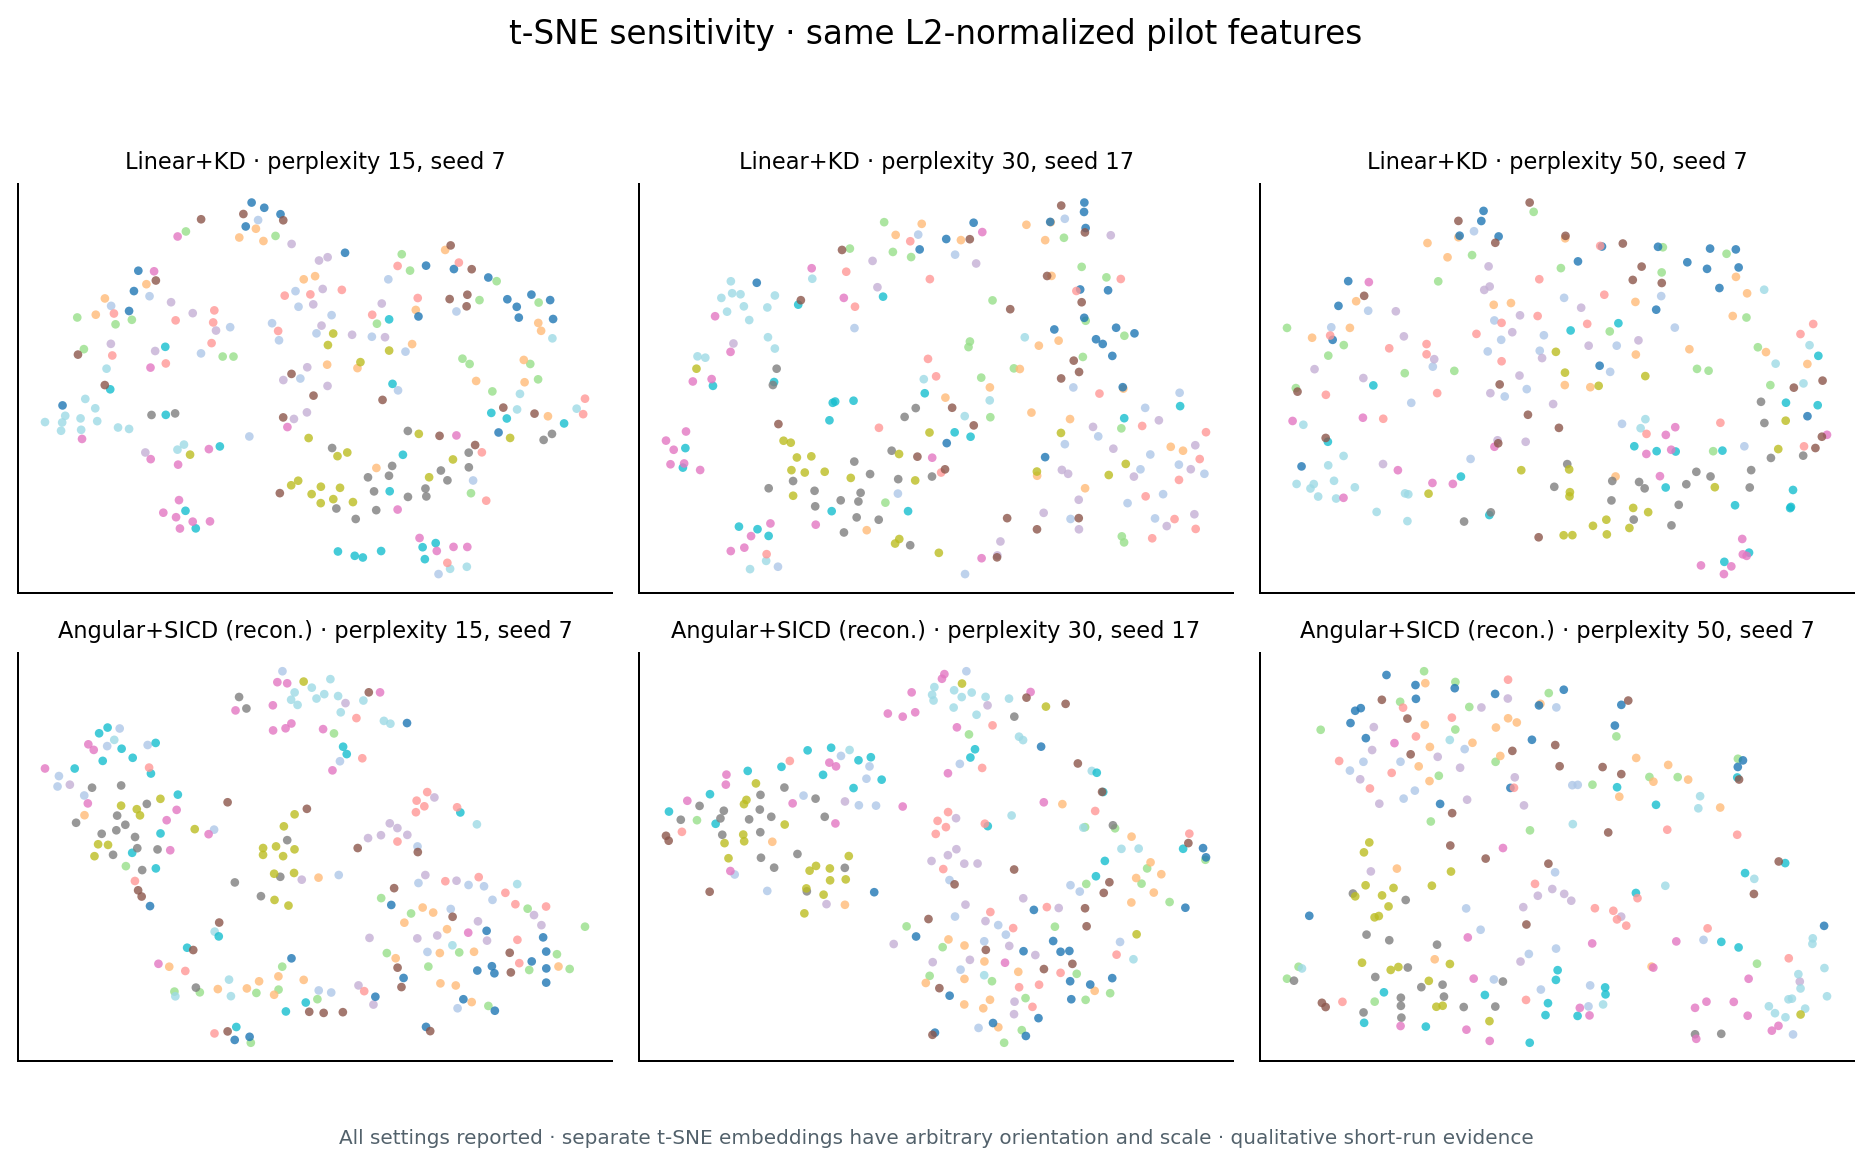 t-SNE sensitivity · same L2-normalized pilot features
Linear+KD · perplexity 15, seed 7
Linear+KD · perplexity 30, seed 17
Linear+KD · perplexity 50, seed 7
Angular+SICD (recon.) · perplexity 15, seed 7
Angular+SICD (recon.) · perplexity 30, seed 17
Angular+SICD (recon.) · perplexity 50, seed 7
All settings reported · separate t-SNE embeddings have arbitrary orientation and scale · qualitative short-run evidence